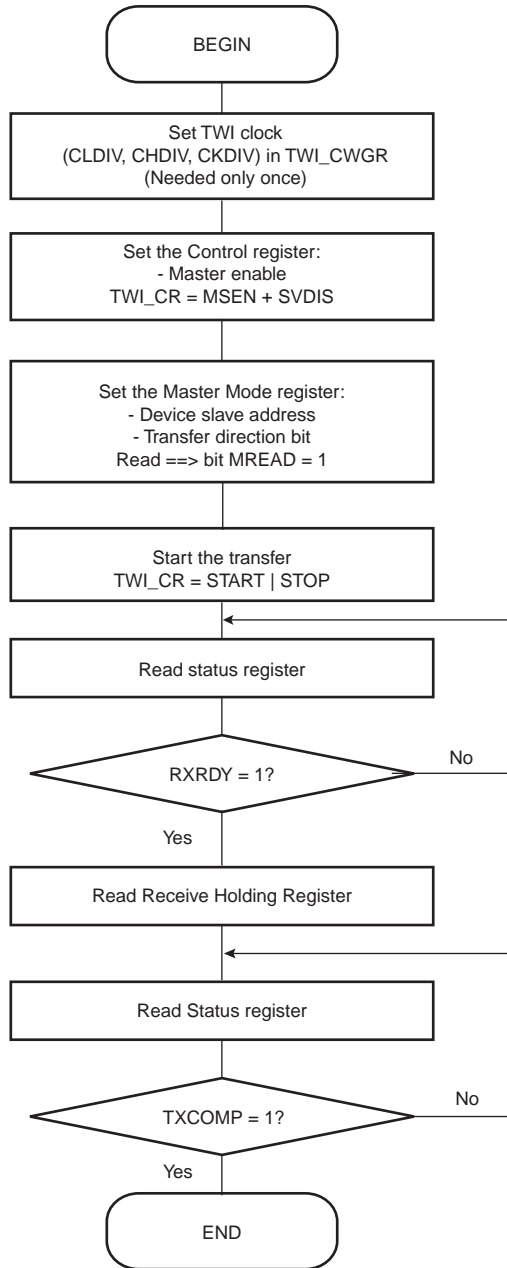 BEGIN
Set TWI clock
(CLDIV, CHDIV, CKDIV) in TWI_CWGR
(Needed only once)
Set the Control register:
- Master enable
TWI_CR = MSEN + SVDIS
Set the Master Mode register:
- Device slave address
- Transfer direction bit
Read ==> bit MREAD = 1
Start the transfer
TWI_CR = START | STOP
Read status register
RXRDY = 1?
No
Yes
Read Receive Holding Register
Read Status register
TXCOMP = 1?
No
Yes
END